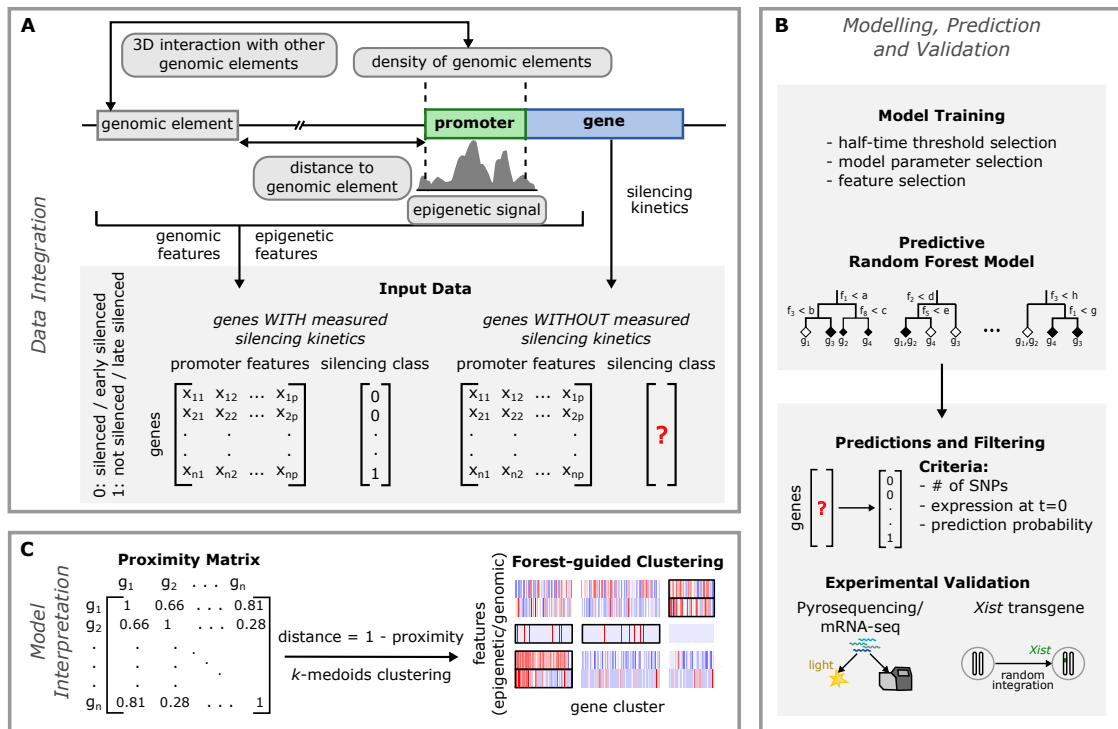 A
Data Integration
3D interaction with other
genomic elements
density of genomic elements
genomic element
//
promoter
gene
distance to
genomic element
epigenetic signal
silencing
kinetics
genomic
features
epigenetic
features
Input Data
0: silenced / early silenced
1: not silenced / late silenced
genes WITH measured
silencing kinetics
promoter features silencing class
genes
x11 x12 ... x1p
x21 x22 ... x2p
. . .
. . .
xn1 xn2 ... xnp
0
0
.
.
1
genes WITHOUT measured
silencing kinetics
promoter features silencing class
x11 x12 ... x1p
x21 x22 ... x2p
. . .
. . .
xn1 xn2 ... xnp
?
B
Modelling, Prediction
and Validation
Model Training
- half-time threshold selection
- model parameter selection
- feature selection
Predictive
Random Forest Model
f1 < a
f3 < b f8 < c
g1 g3 g2 g4
f2 < d
f5 < e
g1,g2 g4 g3
...
f3 < h
f1 < g
g1,g2 g4 g3
Predictions and Filtering
genes
?
0
0
.
.
1
Criteria:
- # of SNPs
- expression at t=0
- prediction probability
Experimental Validation
Pyrosequencing/
mRNA-seq
light
Xist transgene
Xist
random
integration
C
Model
Interpretation
Proximity Matrix
g1 g2 . . . gn
g1 1 0.66 . . . 0.81
g2 0.66 1 . . . 0.28
. . . .
. . . .
. . . .
gn 0.81 0.28 . . . 1
distance = 1 - proximity
k-medoids clustering
Forest-guided Clustering
features
(epigenetic/genomic)
gene cluster